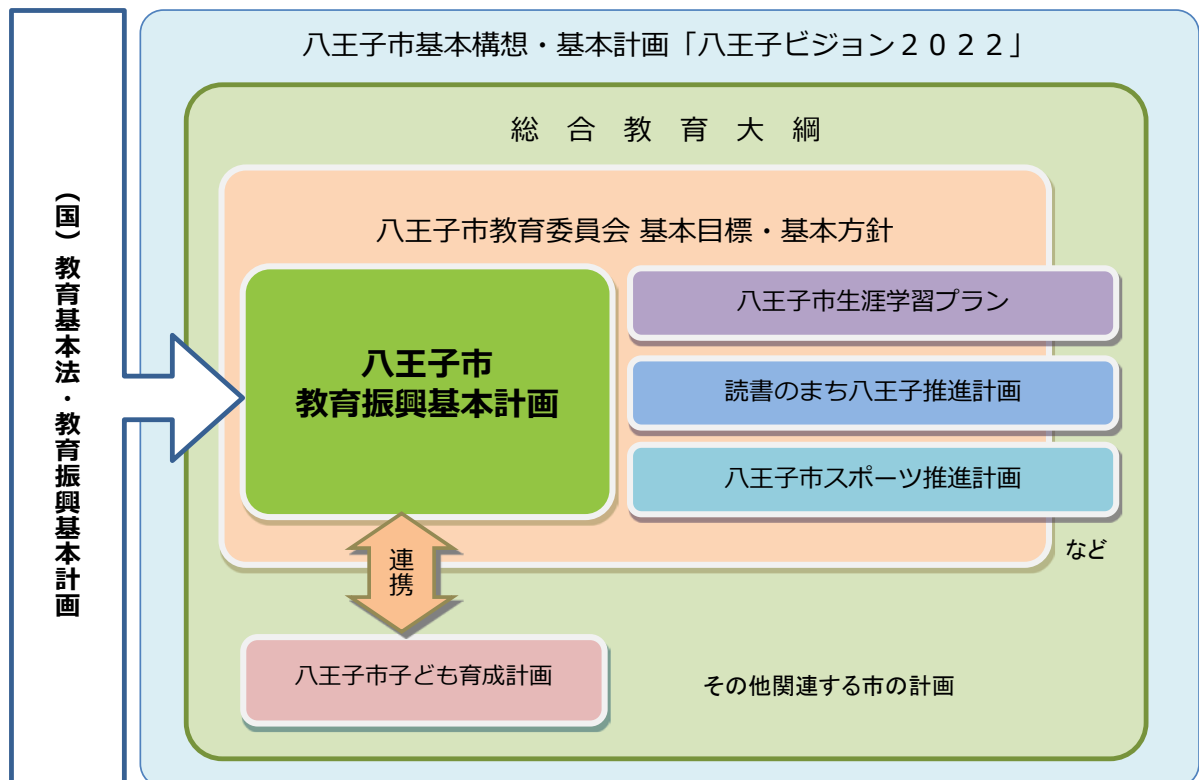 八王子市基本構想・基本計画「八王子ビジョン２０２２」
総合教育大綱
(国)教育基本法・教育振興基本計画
八王子市教育委員会 基本目標・基本方針
八王子市
教育振興基本計画
八王子市生涯学習プラン
読書のまち八王子推進計画
八王子市スポーツ推進計画
など
連携
八王子市子ども育成計画
その他関連する市の計画